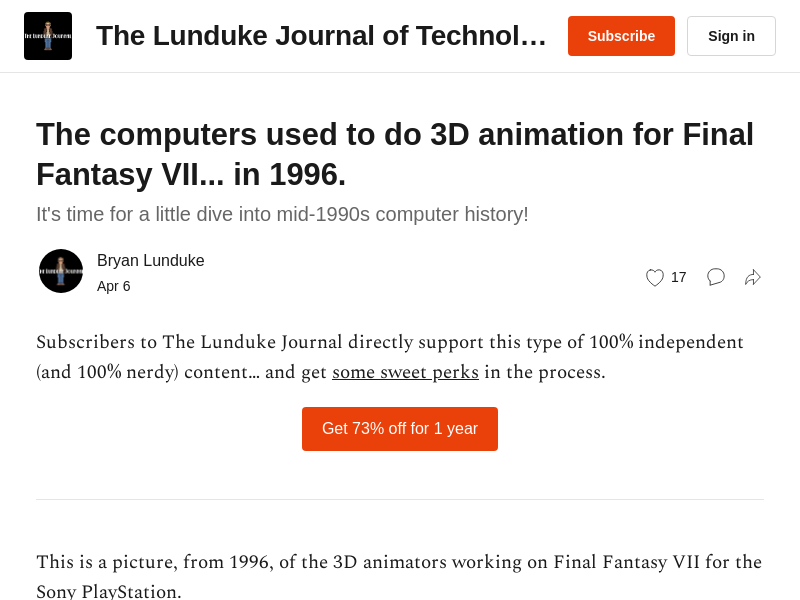 The Lunduke Journal of Technol…
Subscribe
Sign in
The computers used to do 3D animation for Final
Fantasy VII... in 1996.
It's time for a little dive into mid-1990s computer history!
Bryan Lunduke
Apr 6
17
Subscribers to The Lunduke Journal directly support this type of 100% independent
(and 100% nerdy) content… and get some sweet perks in the process.
Get 73% off for 1 year
This is a picture, from 1996, of the 3D animators working on Final Fantasy VII for the
Sony PlayStation.